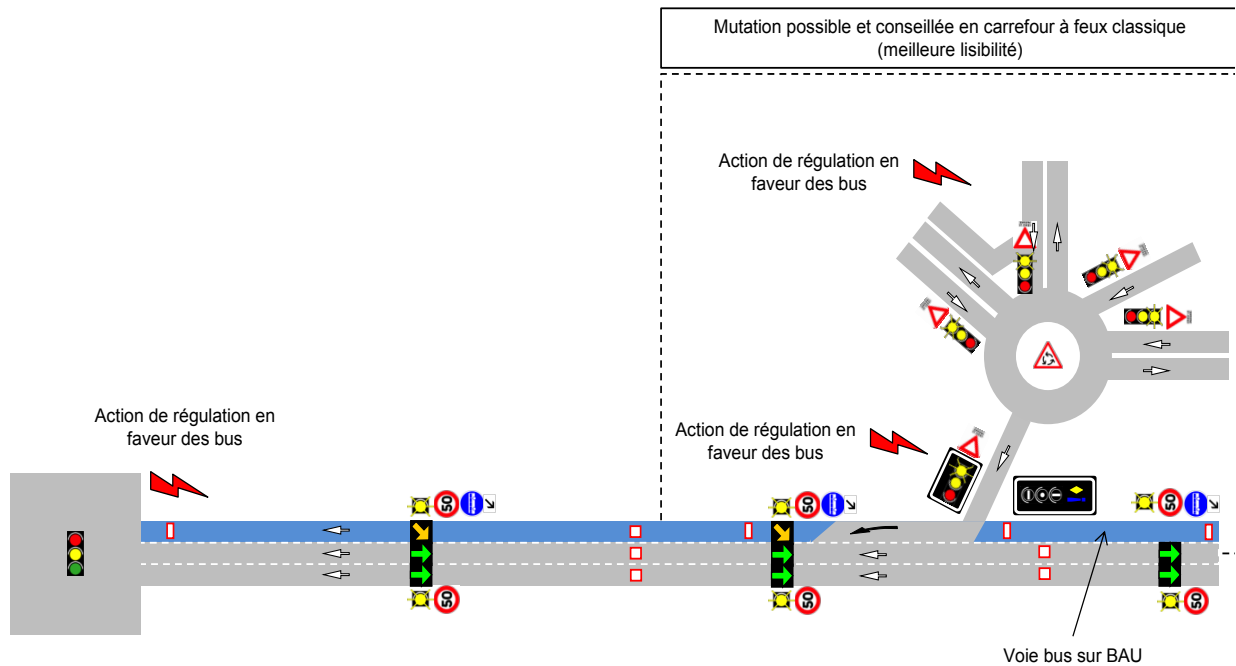 Mutation possible et conseillée en carrefour à feux classique
(meilleure lisibilité)
Action de régulation en
faveur des bus
Action de régulation en
faveur des bus
Action de régulation en
faveur des bus
50
50
50
50
50
50
Voie bus sur BAU